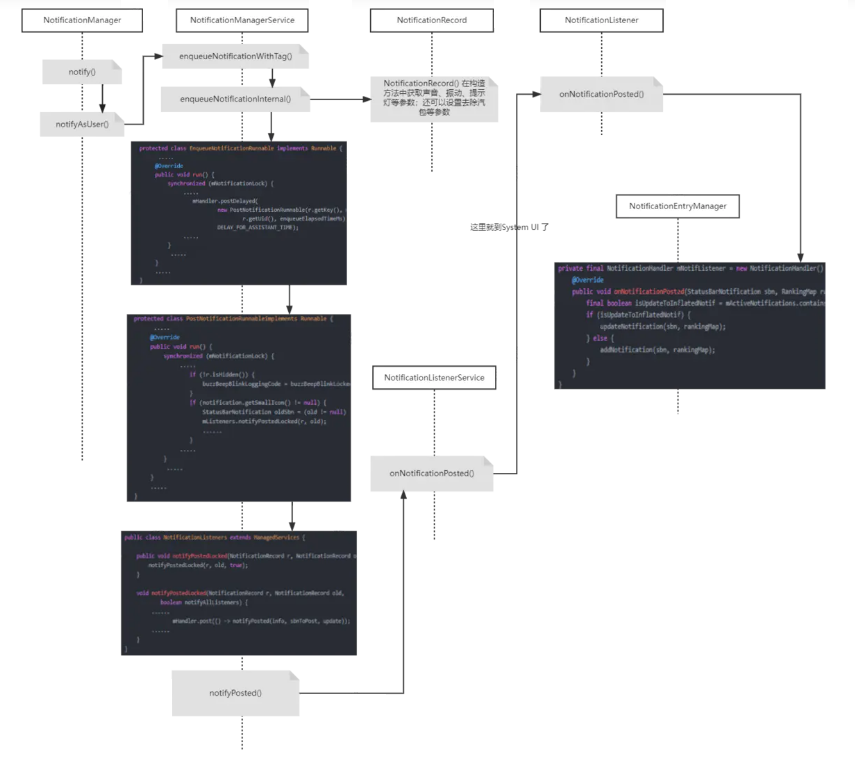 NotificationManager
NotificationManagerService
NotificationRecord
NotificationListener
notify()
notifyAsUser()
enqueueNotificationWithTag()
enqueueNotificationInternal()
NotificationRecord() 在构造
方法中获取声音、振动、提示
灯等参数；还可以设置去除汽
包等参数
onNotificationPosted()
protected class EnqueueNotificationRunnable implements Runnable {
.....
@Override
public void run() {
synchronized (mNotificationLock) {
.....
mHandler.postDelayed(
new PostNotificationRunnable(r.getKey(),
r.getUid(), enqueueElapsedTimeMs)
DELAY_FOR_ASSISTANT_TIME);
.....
}
.....
}
.....
}
protected class PostNotificationRunnableImplements Runnable {
.....
@Override
public void run() {
synchronized (mNotificationLock) {
.....
if (!r.isHidden()) {
buzzBeepBlinkLoggingCode = buzzBeepBlinkLocked
}
if (notification.getSmallIcon() != null) {
StatusBarNotification oldSbn = (old != null)
mListeners.notifyPostedLocked(r, old);
......
}
.....
}
.....
}
.....
}
public class NotificationListeners extends ManagedServices {
public void notifyPostedLocked(NotificationRecord r, NotificationRecord o
notifyPostedLocked(r, old, true);
}
void notifyPostedLocked(NotificationRecord r, NotificationRecord old,
boolean notifyAllListeners) {
......
mHandler.post(() -> notifyPosted(info, sbnToPost, update));
......
}
}
notifyPosted()
NotificationListenerService
onNotificationPosted()
这里就到System UI 了
NotificationEntryManager
private final NotificationHandler mNotifListener = new NotificationHandler()
@Override
public void onNotificationPosted(StatusBarNotification sbn, RankingMap ra
final boolean isUpdateToInflatedNotif = mActiveNotifications.contains
if (isUpdateToInflatedNotif) {
updateNotification(sbn, rankingMap);
} else {
addNotification(sbn, rankingMap);
}
}
}